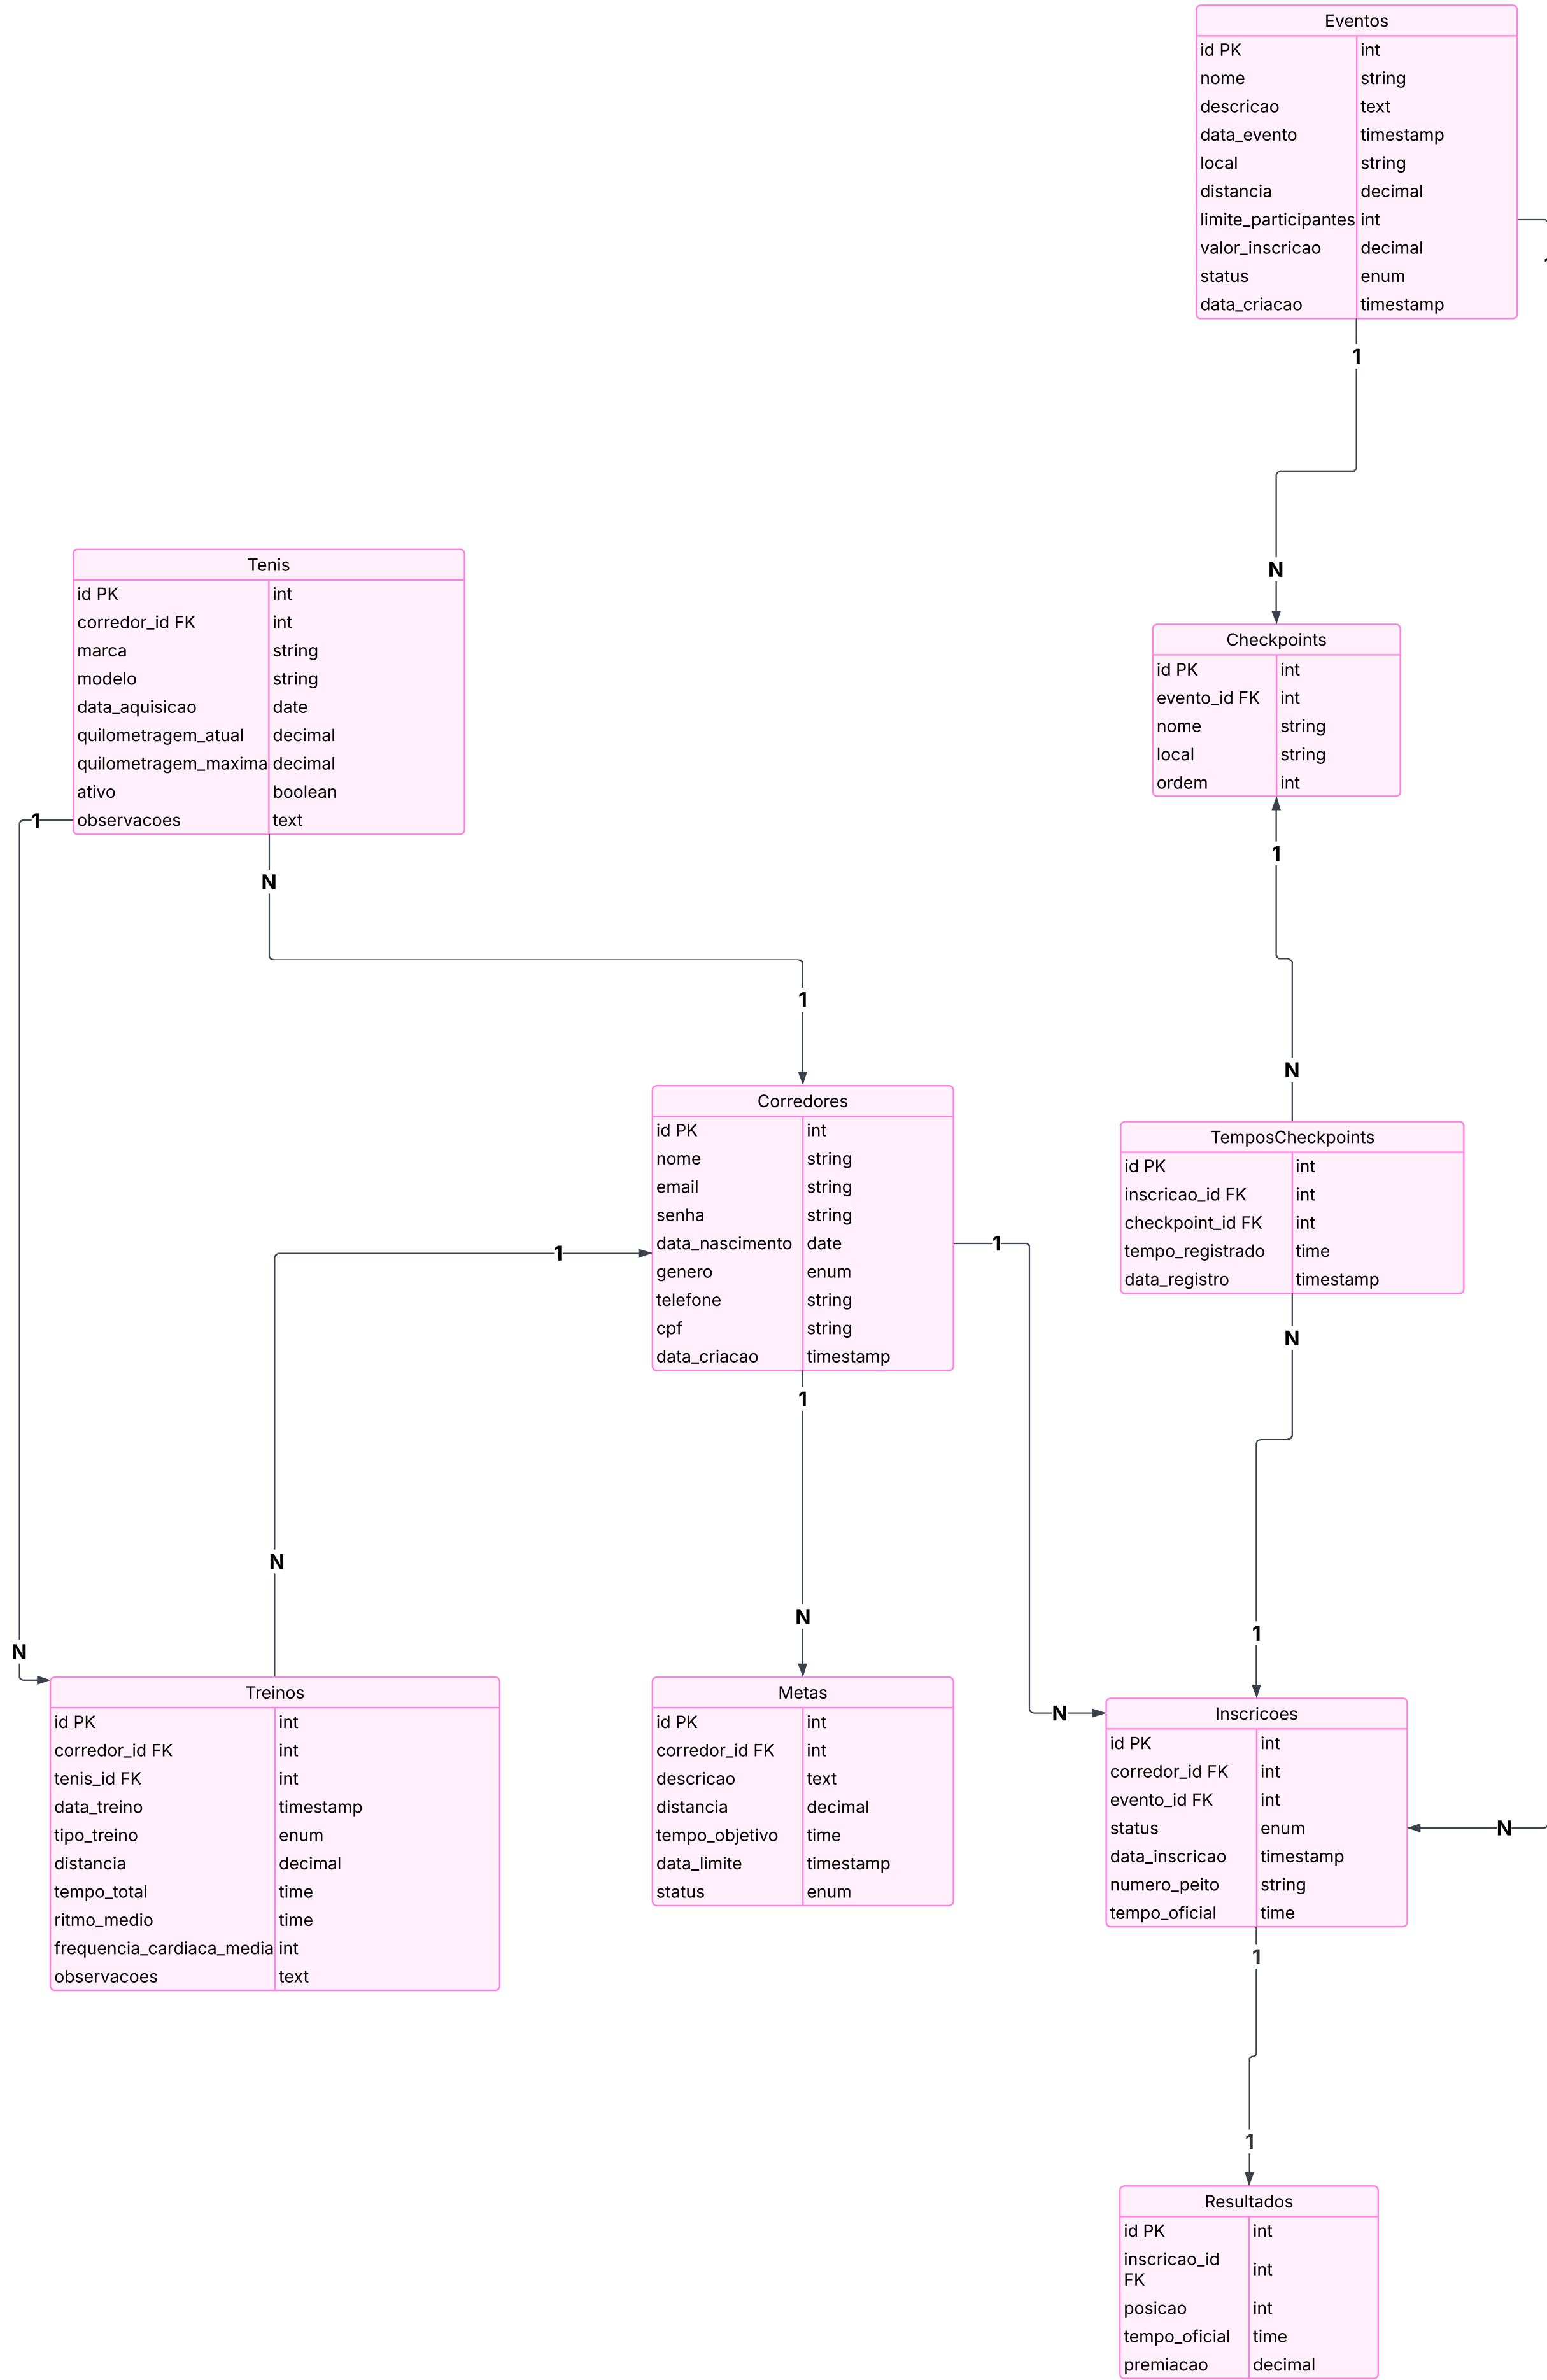 Eventos
id PK int
nome string
descricao text
data_evento timestamp
local string
distancia decimal
limite_participantes int
valor_inscricao decimal
status enum
data_criacao timestamp
1
N
Tenis
id PK int
corredor_id FK int
marca string
modelo string
data_aquisicao date
quilometragem_atual decimal
quilometragem_maxima decimal
ativo boolean
observacoes text
1
N
1
Checkpoints
id PK int
evento_id FK int
nome string
local string
ordem int
1
N
Corredores
id PK int
nome string
email string
senha string
data_nascimento date
genero enum
telefone string
cpf string
data_criacao timestamp
TemposCheckpoints
id PK int
inscricao_id FK int
checkpoint_id FK int
tempo_registrado time
data_registro timestamp
1
1
N
1
N
N
N
1
N
N
N
Treinos
id PK int
corredor_id FK int
tenis_id FK int
data_treino timestamp
tipo_treino enum
distancia decimal
tempo_total time
ritmo_medio time
frequencia_cardiaca_media int
observacoes text
Metas
id PK int
corredor_id FK int
descricao text
distancia decimal
tempo_objetivo time
data_limite timestamp
status enum
Inscricoes
id PK int
corredor_id FK int
evento_id FK int
status enum
data_inscricao timestamp
numero_peito string
tempo_oficial time
1
1
Resultados
id PK int
inscricao_id
FK int
posicao int
tempo_oficial time
premiacao decimal